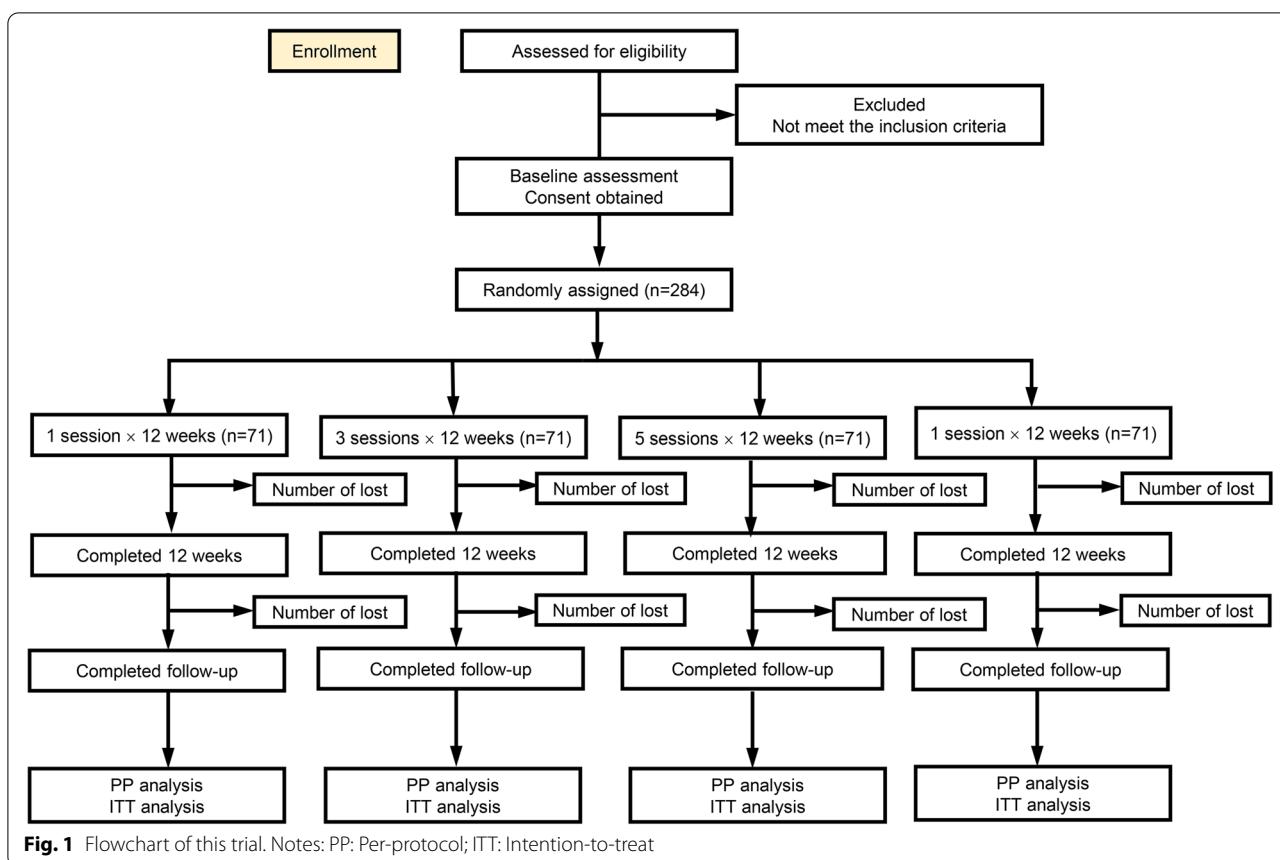 Enrollment
Assessed for eligibility
Excluded
Not meet the inclusion criteria
Baseline assessment
Consent obtained
Randomly assigned (n=284)
1 session × 12 weeks (n=71)
3 sessions × 12 weeks (n=71)
5 sessions × 12 weeks (n=71)
1 session × 12 weeks (n=71)
Number of lost
Number of lost
Number of lost
Number of lost
Completed 12 weeks
Completed 12 weeks
Completed 12 weeks
Completed 12 weeks
Number of lost
Number of lost
Number of lost
Number of lost
Completed follow-up
Completed follow-up
Completed follow-up
Completed follow-up
PP analysis
ITT analysis
PP analysis
ITT analysis
PP analysis
ITT analysis
PP analysis
ITT analysis
Fig. 1 Flowchart of this trial. Notes: PP: Per-protocol; ITT: Intention-to-treat